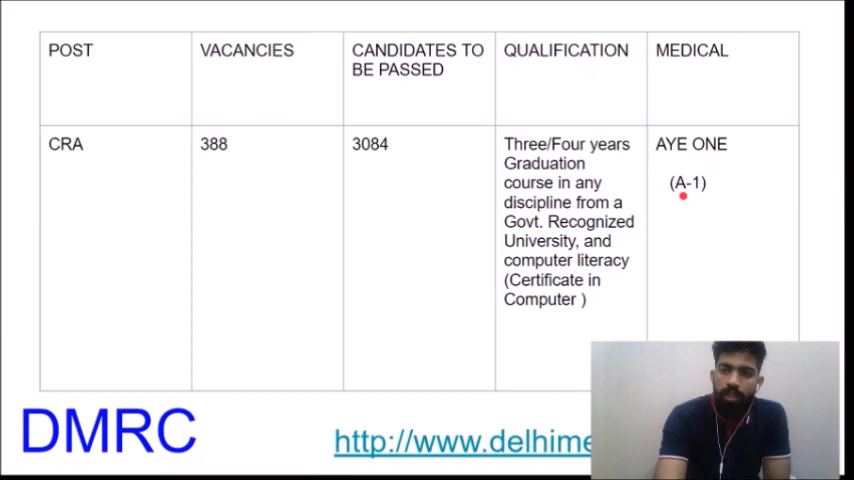 POST
VACANCIES
CANDIDATES TO
BE PASSED
QUALIFICATION
MEDICAL
CRA
388
3084
Three/Four years
Graduation
course in any
discipline from a
Govt. Recognized
University, and
computer literacy
(Certificate in
Computer )
AYE ONE
(A-1)
DMRC
http://www.delhime